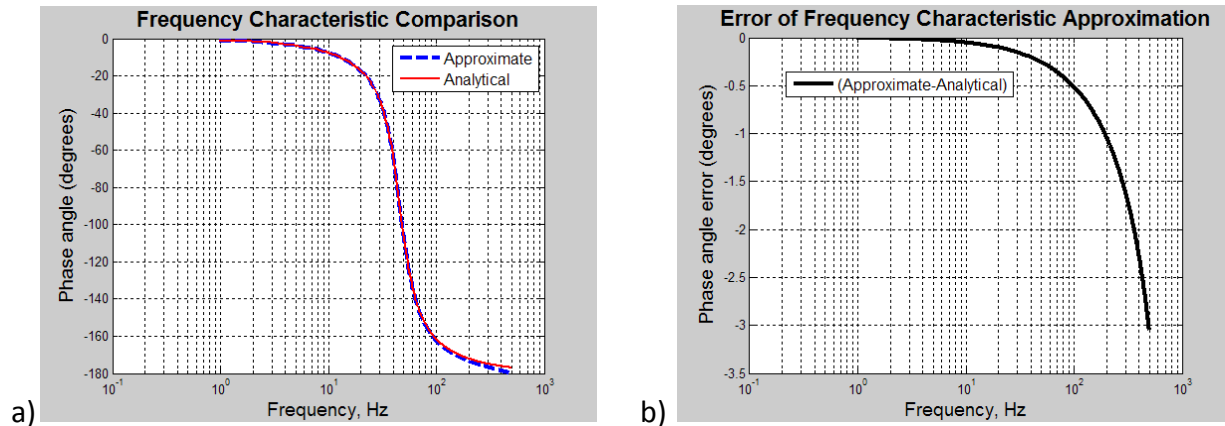 Frequency Characteristic Comparison
Phase angle (degrees)
0
-20
-40
-60
-80
-100
-120
-140
-160
-180
Approximate
Analytical
10^-1
10^0
10^1
10^2
10^3
Frequency, Hz
a)
Error of Frequency Characteristic Approximation
Phase angle error (degrees)
0
-0.5
-1
-1.5
-2
-2.5
-3
-3.5
(Approximate-Analytical)
10^-1
10^0
10^1
10^2
10^3
Frequency, Hz
b)